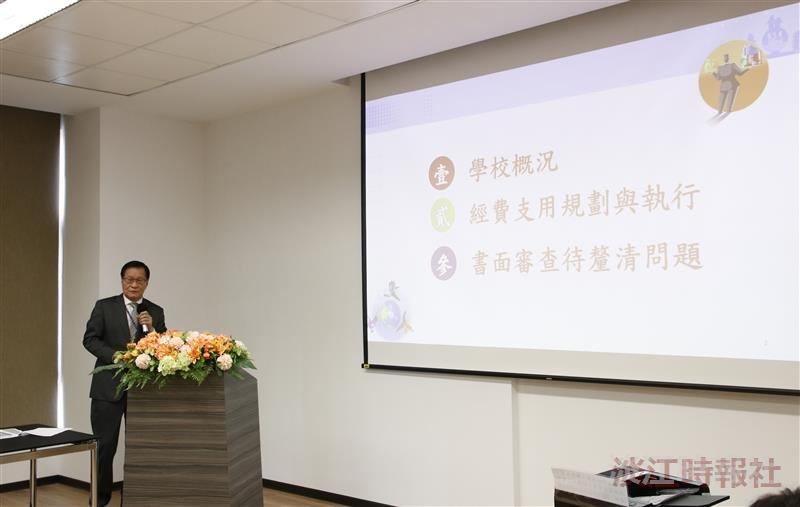 壹 學校概況
貳 經費支用規劃與執行
參 書面審查待釐清問題
2
淡江時報社